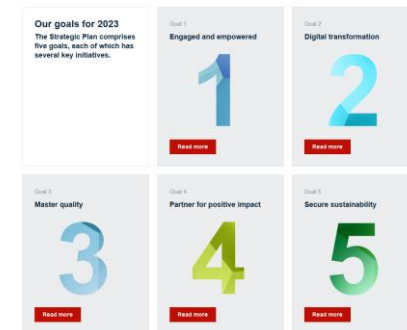 Our goals for 2023
The Strategic Plan comprises
five goals, each of which has
several key initiatives.
Goal 1
Engaged and empowered
1
Read more
Goal 2
Digital transformation
2
Read more
Goal 3
Master quality
3
Read more
Goal 4
Partner for positive impact
4
Read more
Goal 5
Secure sustainability
5
Read more